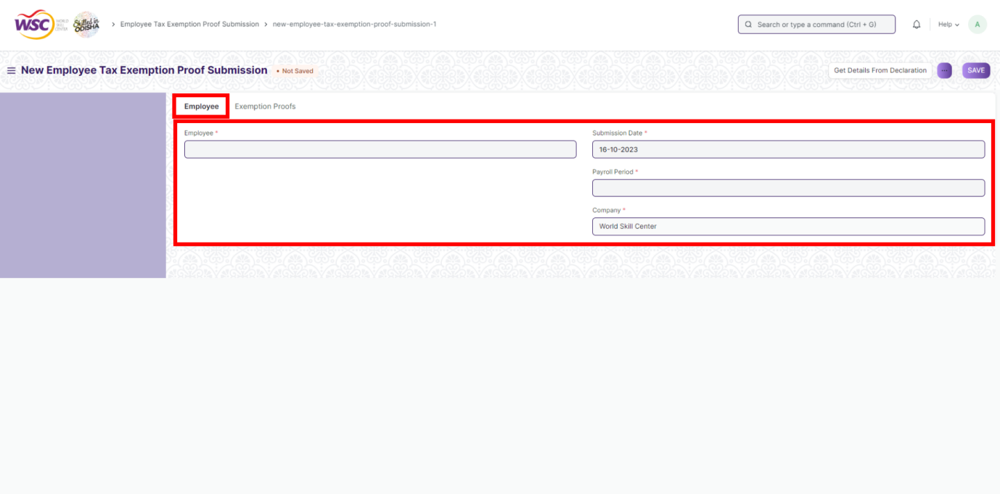 WSC WORLD SKILL CENTER Skilled in ODISHA > Employee Tax Exemption Proof Submission > new-employee-tax-exemption-proof-submission-1 Search or type a command (Ctrl + G) Help A
New Employee Tax Exemption Proof Submission • Not Saved Get Details From Declaration ... SAVE
Employee Exemption Proofs
Employee * Submission Date *
16-10-2023
Payroll Period *
Company *
World Skill Center